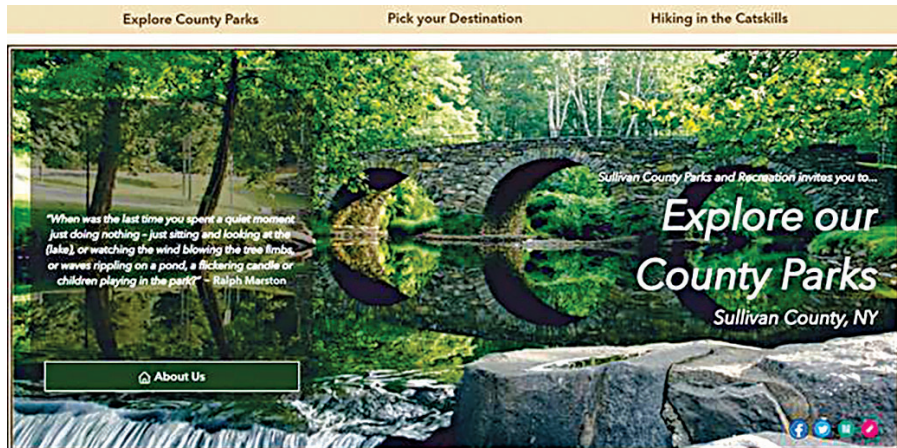 Explore County Parks
Pick your Destination
Hiking in the Catskills
Sullivan County Parks and Recreation invites you to...
Explore our
County Parks
Sullivan County, NY
"When was the last time you spent a quiet moment
just doing nothing – just sitting and looking at the
(lake), or watching the wind blowing the tree limbs,
or waves rippling on a pond, a flickering candle or
children playing in the park?" – Ralph Marston
About Us